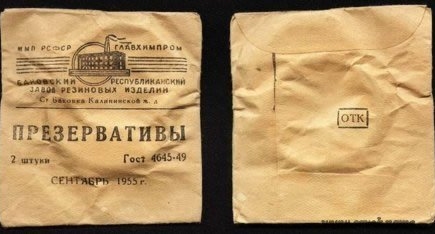 ММП РСФСР ГЛАВХИМПРОМ
БАКОВСКИЙ РЕСПУБЛИКАНСКИЙ
ЗАВОД РЕЗИНОВЫХ ИЗДЕЛИЙ
Ст Баковка Калининской ж. д
ПРЕЗЕРВАТИВЫ
2 штуки Гост 4645-49
СЕНТЯБРЬ 1955 г.
ОТК